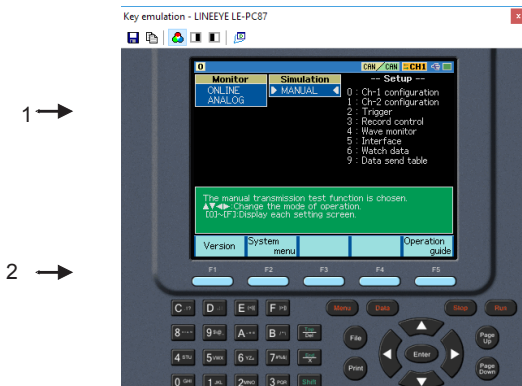 Key emulation - LINEEYE LE-PC87
x
0 CAN/CAN CH1
Monitor Simulation -- Setup --
ONLINE MANUAL 0 : Ch-1 configuration
ANALOG 1 : Ch-2 configuration
2 : Trigger
3 : Record control
4 : Wave monitor
5 : Interface
6 : Watch data
9 : Data send table
1
The manual transmission test function is chosen.
▲▼◀▶:Change the mode of operation.
[0]~[F]:Display each setting screen.
Version System menu Operation guide
2
F1 F2 F3 F4 F5
C D E F Menu Data Stop Run
8 9 A B Del File Page Up
4 5 6 7 X Enter Print Page Down
0 1 2 3 Shift